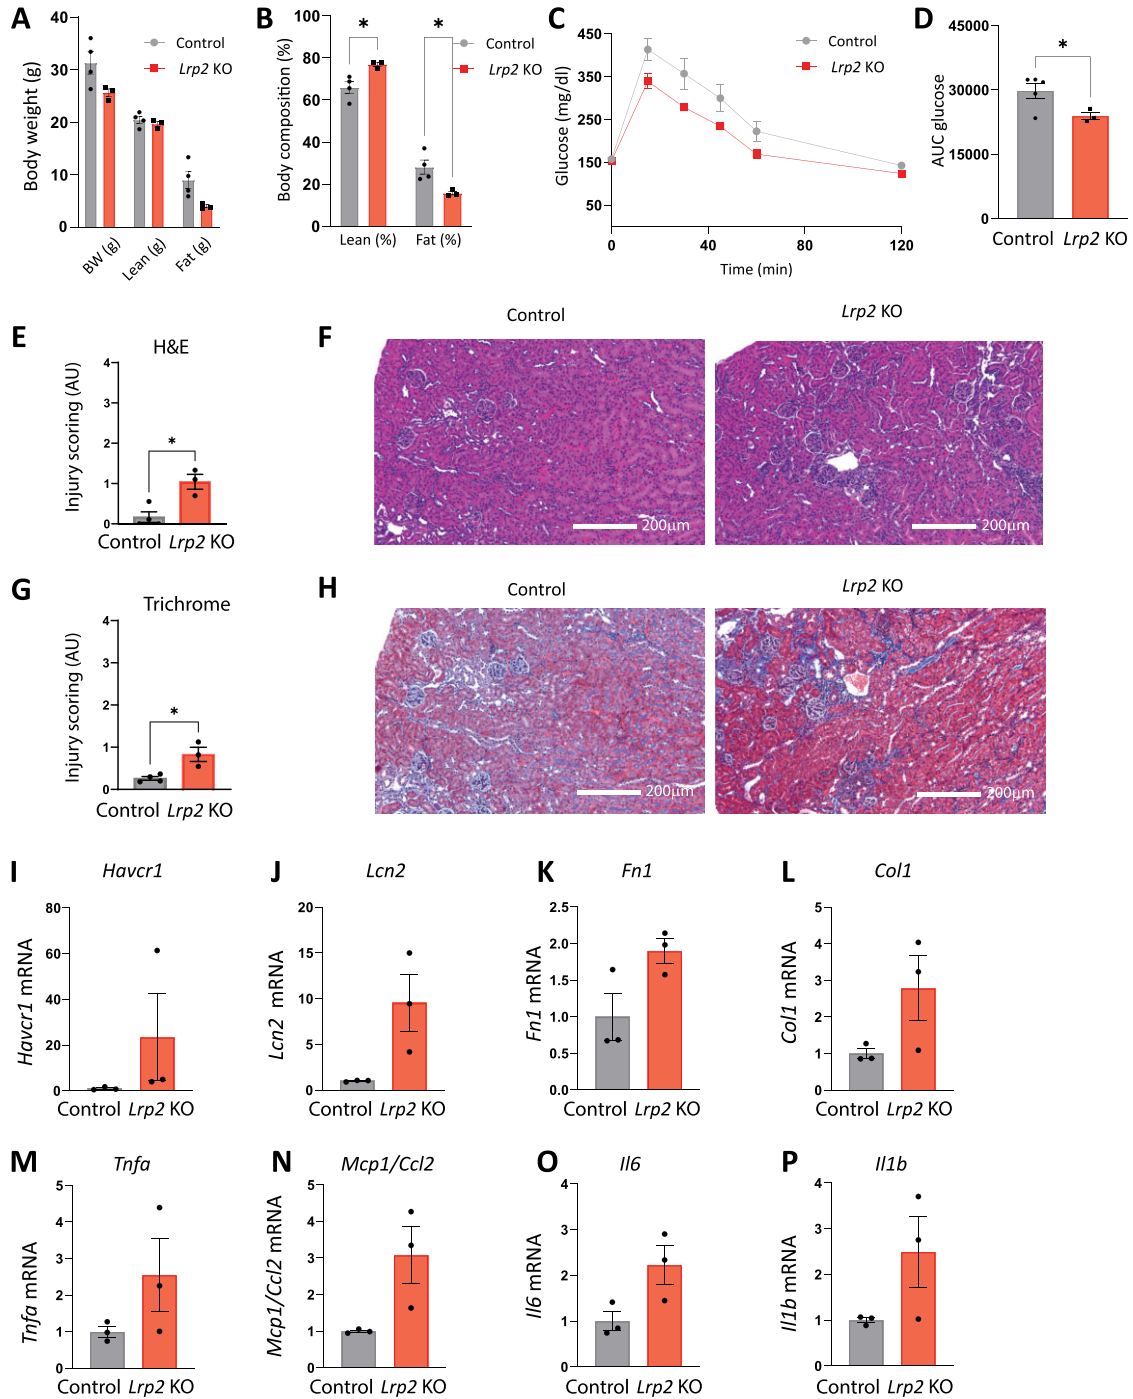 A
Body weight (g)
40
30
20
10
0
BW (g)
Lean (g)
Fat (g)
Control
Lrp2 KO
B
Body composition (%)
100
80
60
40
20
0
*
*
Lean (%)
Fat (%)
Control
Lrp2 KO
C
Glucose (mg/dl)
450
350
250
150
50
0
40
80
120
Time (min)
Control
Lrp2 KO
D
AUC glucose
45000
30000
15000
0
*
Control Lrp2 KO
E
H&E
Injury scoring (AU)
4
3
2
1
0
*
Control Lrp2 KO
F
Control
200μm
Lrp2 KO
200μm
G
Trichrome
Injury scoring (AU)
4
3
2
1
0
*
Control Lrp2 KO
H
Control
200μm
Lrp2 KO
200μm
I
Havcr1
Havcr1 mRNA
80
60
40
20
0
Control Lrp2 KO
J
Lcn2
Lcn2 mRNA
20
15
10
5
0
Control Lrp2 KO
K
Fn1
Fn1 mRNA
2.5
2.0
1.5
1.0
0.5
0.0
Control Lrp2 KO
L
Col1
Col1 mRNA
5
4
3
2
1
0
Control Lrp2 KO
M
Tnfa
Tnfa mRNA
5
4
3
2
1
0
Control Lrp2 KO
N
Mcp1/Ccl2
Mcp1/Ccl2 mRNA
5
4
3
2
1
0
Control Lrp2 KO
O
Il6
Il6 mRNA
4
3
2
1
0
Control Lrp2 KO
P
Il1b
Il1b mRNA
4
3
2
1
0
Control Lrp2 KO